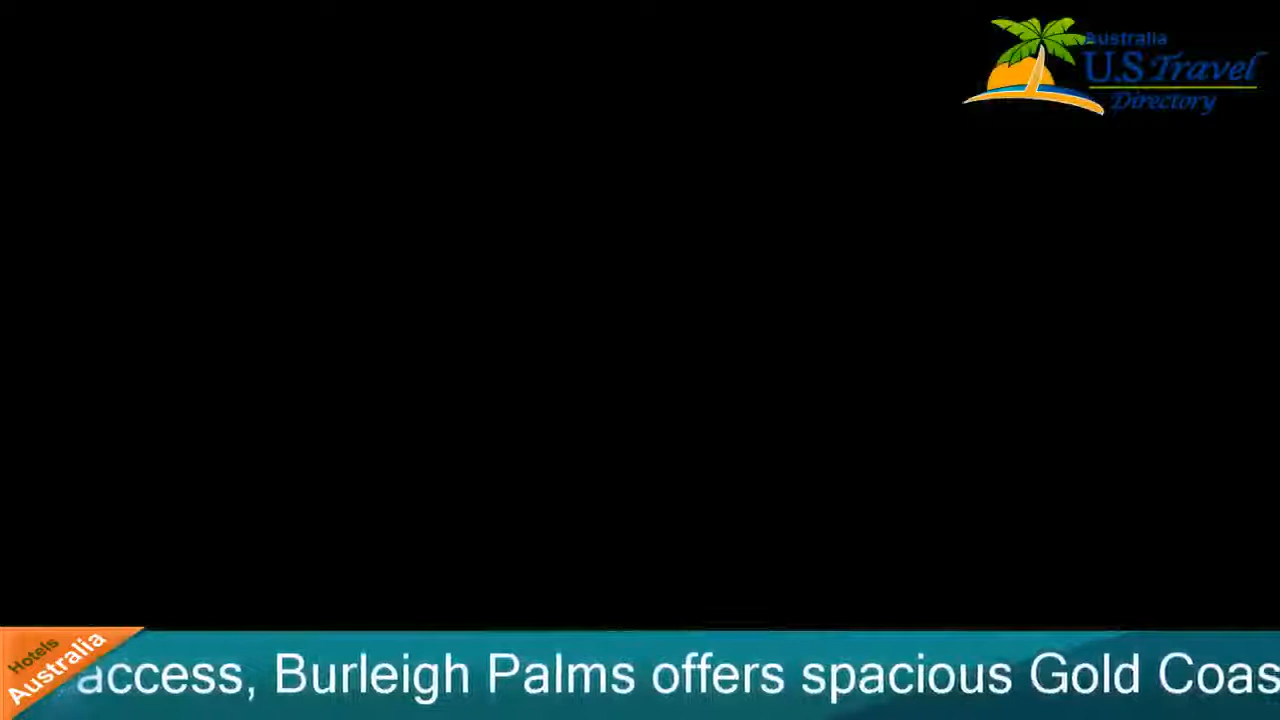 Australia
U.S Travel
Directory
Hotels
Australia
access, Burleigh Palms offers spacious Gold Coas